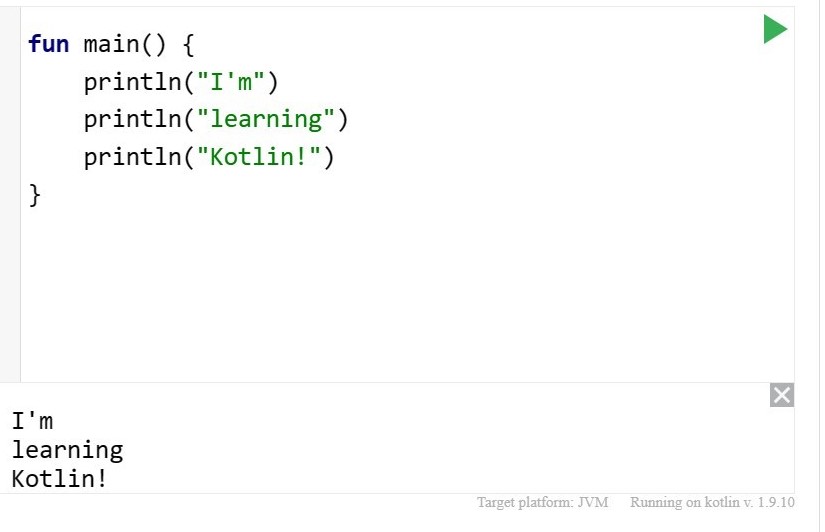 fun main() {
    println("I'm")
    println("learning")
    println("Kotlin!")
}
I'm
learning
Kotlin!
Target platform: JVM Running on kotlin v. 1.9.10